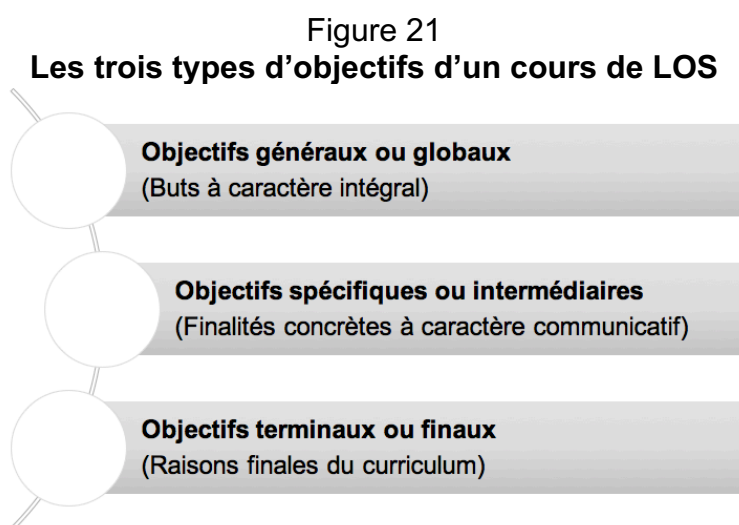 Figure 21
Les trois types d’objectifs d’un cours de LOS
Objectifs généraux ou globaux
(Buts à caractère intégral)
Objectifs spécifiques ou intermédiaires
(Finalités concrètes à caractère communicatif)
Objectifs terminaux ou finaux
(Raisons finales du curriculum)